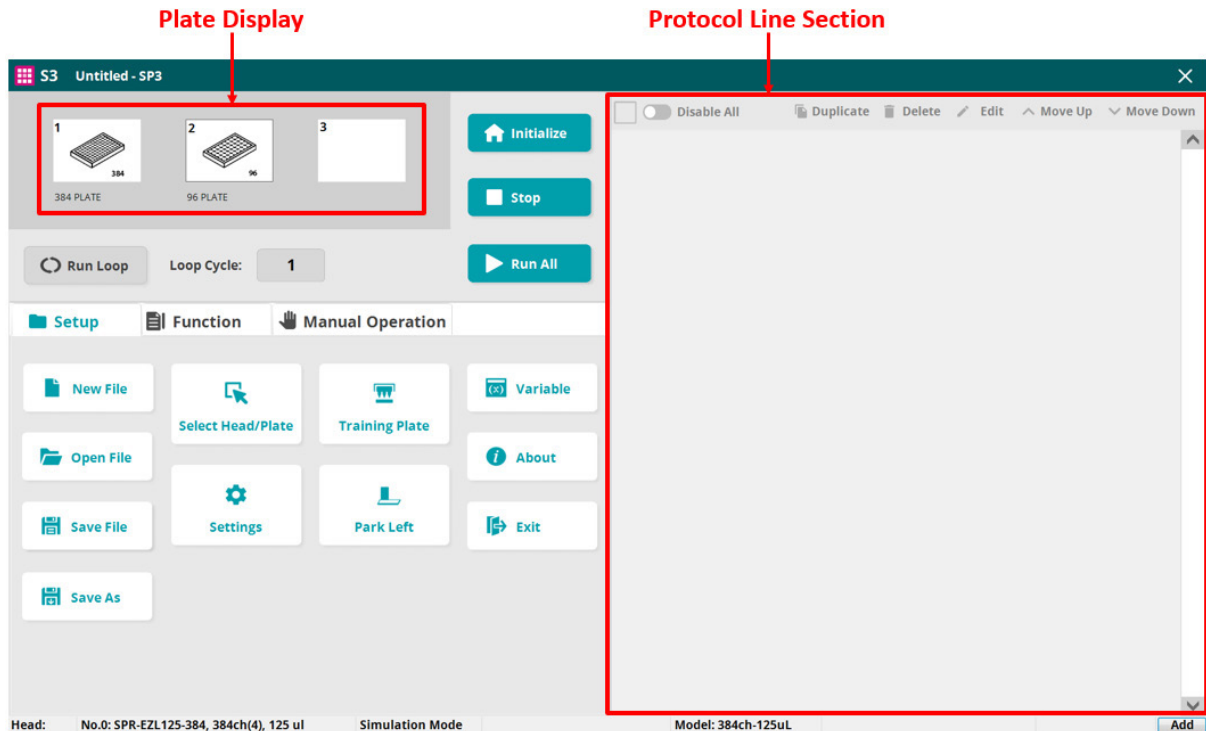 Plate Display
Protocol Line Section
S3 Untitled - SP3
1
384
384 PLATE
2
96
96 PLATE
3
Initialize
Stop
Run Loop
Loop Cycle:
1
Run All
Disable All
Duplicate
Delete
Edit
Move Up
Move Down
Setup
Function
Manual Operation
New File
Open File
Save File
Save As
Select Head/Plate
Training Plate
Settings
Park Left
(x) Variable
i About
Exit
Head: No.0: SPR-EZL125-384, 384ch(4), 125 ul Simulation Mode Model: 384ch-125uL Add